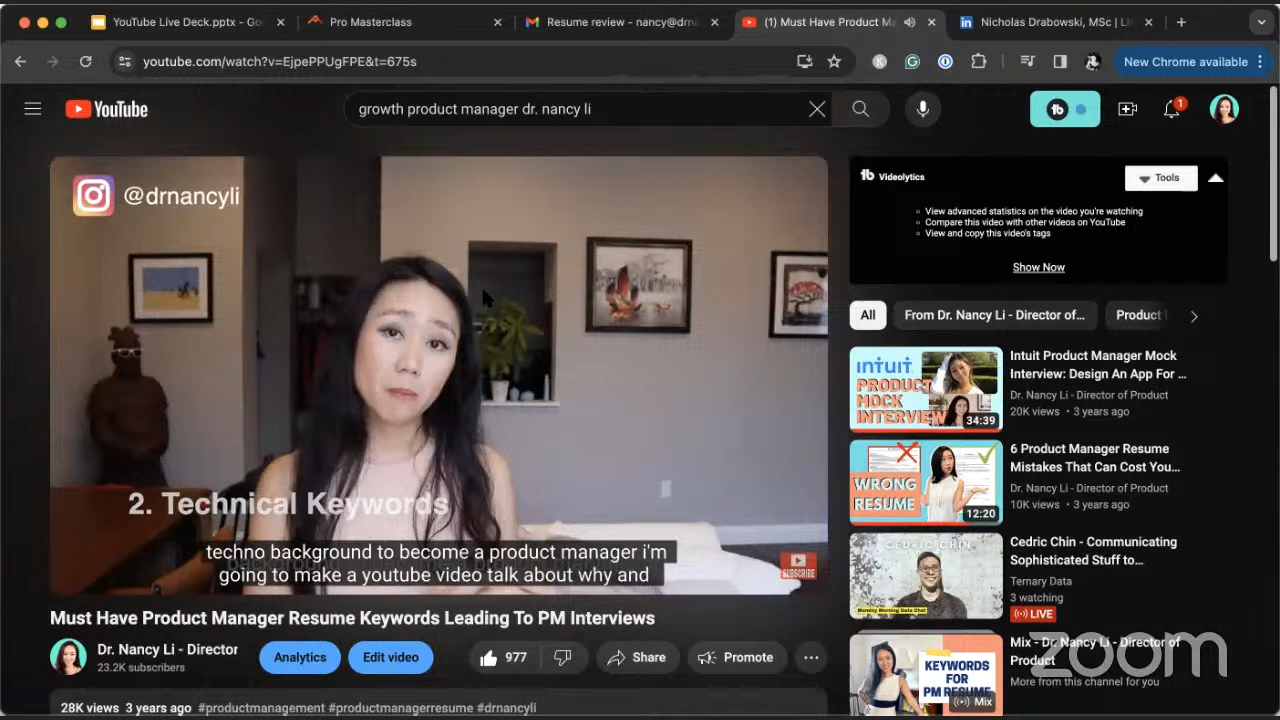 YouTube Live Deck.pptx - Go
Pro Masterclass
Resume review - nancy@drn
(1) Must Have Product Ma
Nicholas Drabowski, MSc | Li
youtube.com/watch?v=EjpePPUgFPE&t=675s
New Chrome available
YouTube
growth product manager dr. nancy li
1
@drnancyli
2. Technical Keywords
techno background to become a product manager i'm
going to make a youtube video talk about why and
SUBSCRIBE
Must Have Product Manager Resume Keywords Leading To PM Interviews
Dr. Nancy Li - Director
23.2K subscribers
Analytics
Edit video
977
Share
Promote
28K views 3 years ago #productmanagement #productmanagerresume #drnancyli
tb Videolytics
Tools
View advanced statistics on the video you're watching
Compare this video with other videos on YouTube
View and copy this video's tags
Show Now
All
From Dr. Nancy Li - Director of...
Product
INTUIT
PRODUCT
MOCK
INTERVIEW
34:39
Intuit Product Manager Mock
Interview: Design An App For ...
Dr. Nancy Li - Director of Product
20K views • 3 years ago
WRONG
RESUME
12:20
6 Product Manager Resume
Mistakes That Can Cost You...
Dr. Nancy Li - Director of Product
10K views • 3 years ago
CEDRIC CHIN
Monday Morning Data Chat
Cedric Chin - Communicating
Sophisticated Stuff to...
Ternary Data
3 watching
LIVE
KEYWORDS
FOR
PM RESUME
Mix
Mix - Dr. Nancy Li - Director of
Product
More from this channel for you
zoom